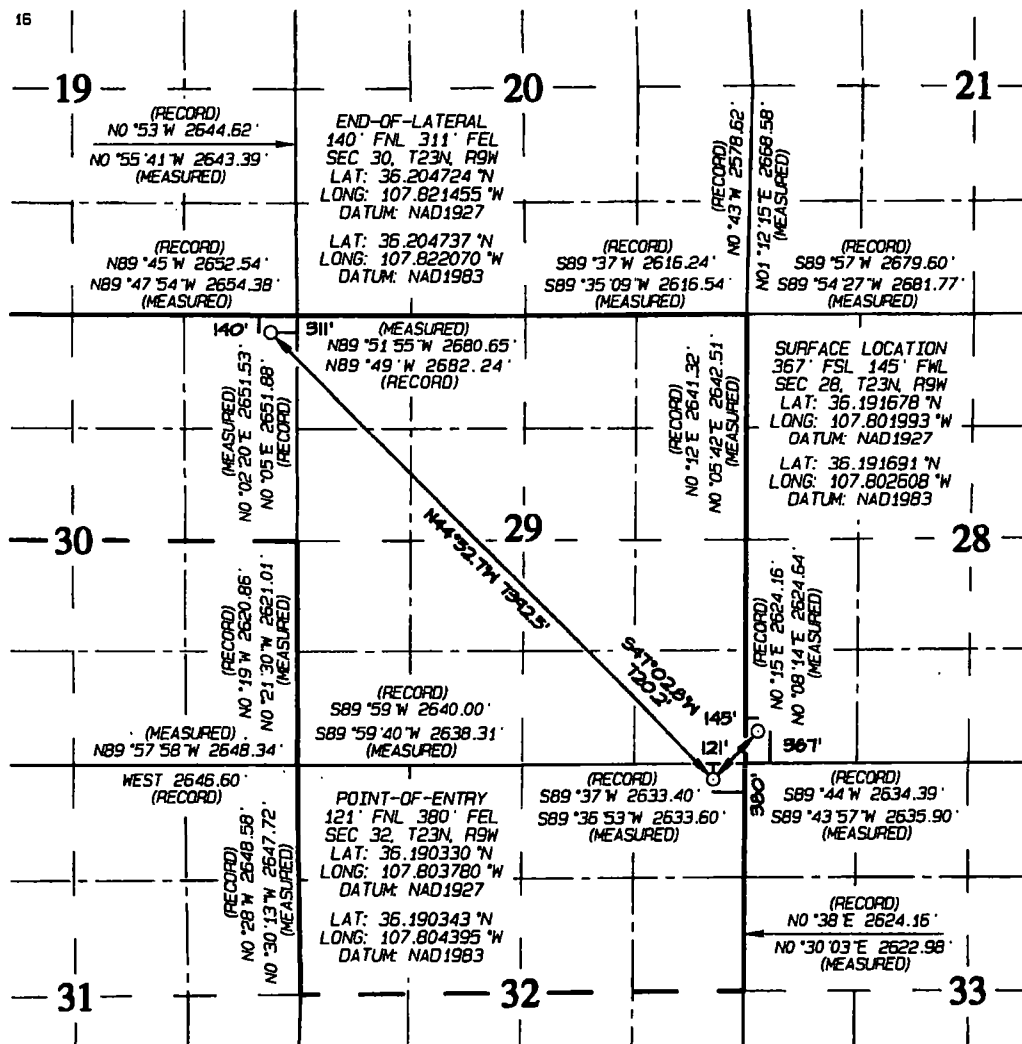 16
19
20
21
(RECORD)
N0°53'W 2644.62'
N0°55'41"W 2643.39'
(MEASURED)
END-OF-LATERAL
140' FNL 311' FEL
SEC 30, T23N, R9W
LAT: 36.204724°N
LONG: 107.821455°W
DATUM: NAD1927
LAT: 36.204737°N
LONG: 107.822070°W
DATUM: NAD1983
(RECORD)
N0°43'W 2578.62'
N01°12'15"E 2668.58'
(MEASURED)
(RECORD)
N89°45'W 2652.54'
N89°47'54"W 2654.38'
(MEASURED)
(RECORD)
S89°37'W 2616.24'
S89°35'09"W 2616.54'
(MEASURED)
(RECORD)
S89°57'W 2679.60'
S89°54'27"W 2681.77'
(MEASURED)
140'
311'
(MEASURED)
N89°51'55"W 2680.65'
N89°49'W 2682.24'
(RECORD)
(MEASURED)
N0°02'20"E 2651.53'
N0°05'E 2651.88'
(RECORD)
(RECORD)
N0°12'E 2641.32'
N0°05'42"E 2642.51'
(MEASURED)
SURFACE LOCATION
367' FSL 145' FWL
SEC 28, T23N, R9W
LAT: 36.191678°N
LONG: 107.801993°W
DATUM: NAD1927
LAT: 36.191691°N
LONG: 107.802608°W
DATUM: NAD1983
30
29
28
N44°32.7'W 7342.5'
S47°02.8'W
720.2'
(RECORD)
N0°19'W 2620.86'
N0°21'30"W 2621.01'
(MEASURED)
(RECORD)
N0°15'E 2624.16'
N0°08'14"E 2624.64'
(MEASURED)
(RECORD)
S89°59'W 2640.00'
S89°59'40"W 2638.31'
(MEASURED)
145'
121'
367'
380'
(MEASURED)
N89°57'58"W 2648.34'
WEST 2646.60'
(RECORD)
(RECORD)
S89°37'W 2633.40'
S89°36'53"W 2633.60'
(MEASURED)
(RECORD)
S89°44'W 2634.39'
S89°43'57"W 2635.90'
(MEASURED)
POINT-OF-ENTRY
121' FNL 380' FEL
SEC 32, T23N, R9W
LAT: 36.190330°N
LONG: 107.803780°W
DATUM: NAD1927
LAT: 36.190343°N
LONG: 107.804395°W
DATUM: NAD1983
(RECORD)
N0°28'W 2648.58'
N0°30'13"W 2647.72'
(MEASURED)
(RECORD)
N0°38'E 2624.16'
N0°30'03"E 2622.98'
(MEASURED)
31
32
33